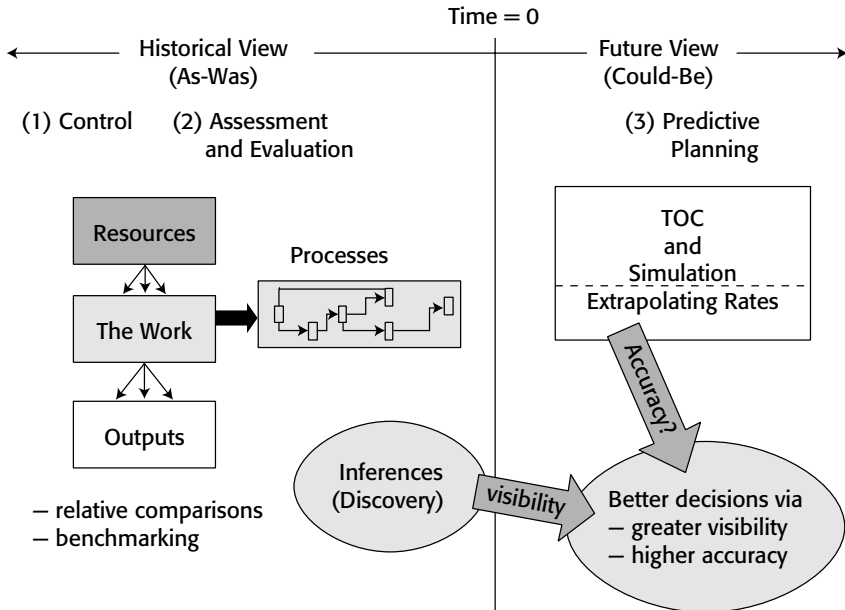 Time = 0
Historical View
(As-Was)
Future View
(Could-Be)
(1) Control
(2) Assessment
and Evaluation
(3) Predictive
Planning
Resources
The Work
Outputs
Processes
– relative comparisons
– benchmarking
TOC
and
Simulation
Extrapolating Rates
Accuracy?
Inferences
(Discovery)
visibility
Better decisions via
– greater visibility
– higher accuracy